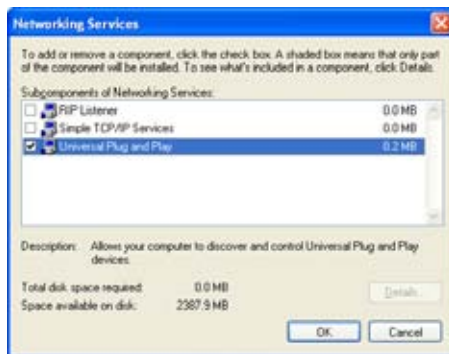 Networking Services
To add or remove a component, click the check box. A shaded box means that only part
of the component will be installed. To see what's included in a component, click Details.
Subcomponents of Networking Services:
RIP Listener 0.0 MB
Simple TCP/IP Services 0.0 MB
Universal Plug and Play 0.2 MB
Description: Allows your computer to discover and control Universal Plug and Play
devices.
Total disk space required: 0.0 MB
Details...
Space available on disk: 2387.9 MB
OK Cancel